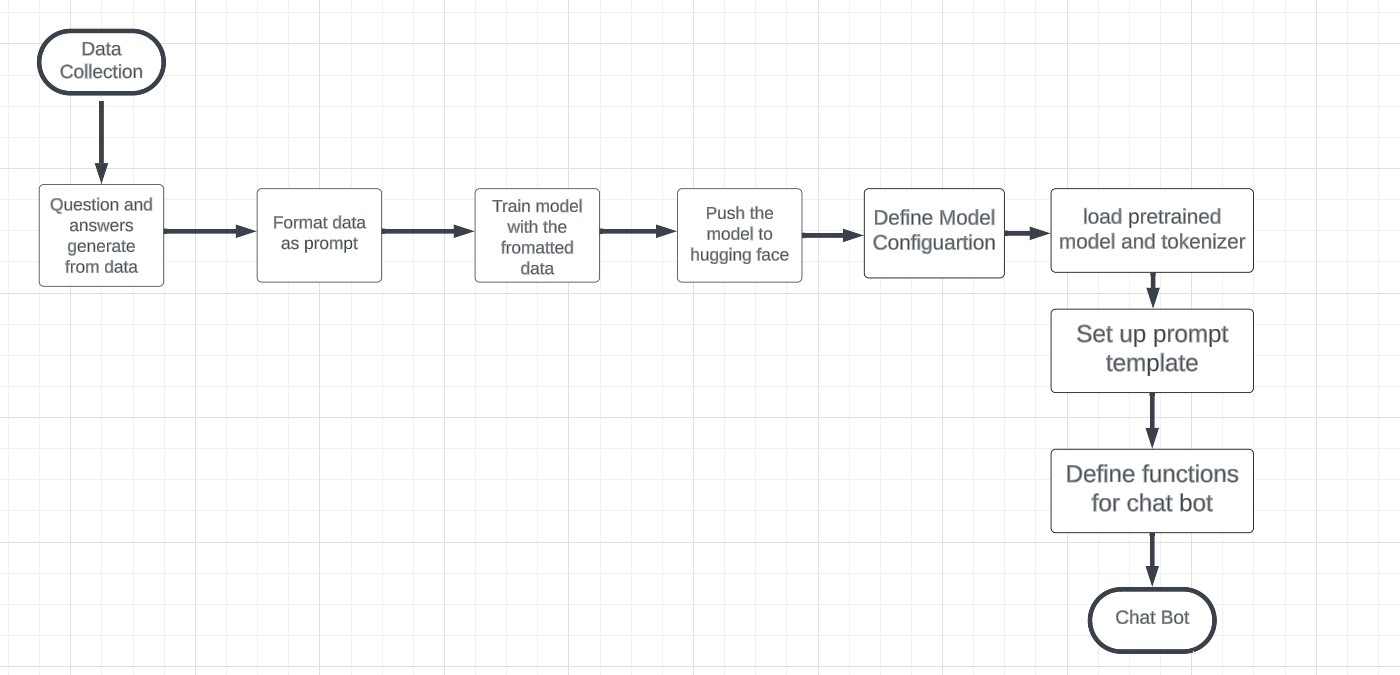 Data
Collection
Question and
answers
generate
from data
Format data
as prompt
Train model
with the
fromatted
data
Push the
model to
hugging face
Define Model
Configuartion
load pretrained
model and tokenizer
Set up prompt
template
Define functions
for chat bot
Chat Bot